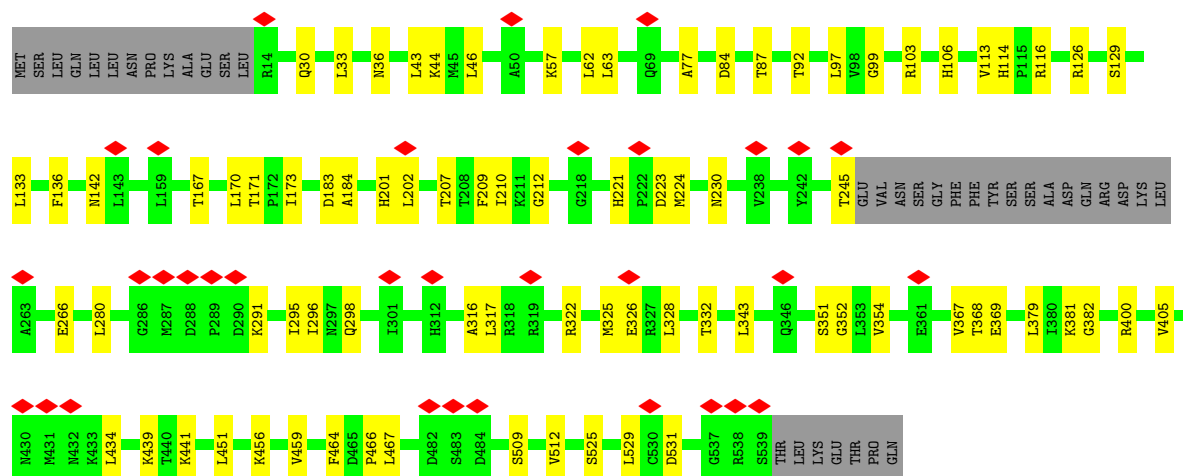 MET SER LEU GLN LEU LEU ASN PRO LYS ALA GLU SER LEU R14 Q30 L33 N36 L43 K44 M45 L46 A50 K57 L62 L63 Q69 A77 D84 T87 T92 L97 V98 G99 R103 H106 V113 H114 P115 R116 R126 S129
L133 F136 N142 L143 L159 T167 L170 T171 P172 I173 D183 A184 H201 L202 T207 T208 F209 I210 K211 G212 G218 H221 P222 D223 M224 N230 V238 Y242 T245 GLU VAL ASN SER GLY PHE PHE TYR SER SER ALA ASP GLN ARG ASP LYS LEU
A263 E266 L280 G286 M287 D288 P289 D290 K291 I295 I296 N297 Q298 I301 H312 A316 L317 R318 R319 R322 M325 E326 R327 L328 T332 L343 Q346 S351 G352 L353 V354 E361 V367 T368 E369 L379 I380 K381 G382 R400 V405
N430 M431 N432 K433 L434 K439 T440 K441 L451 K456 V459 F464 D465 P466 L467 D482 S483 D484 S509 V512 S525 L529 C530 D531 G537 R538 S539 THR LEU LYS GLU THR PRO GLN